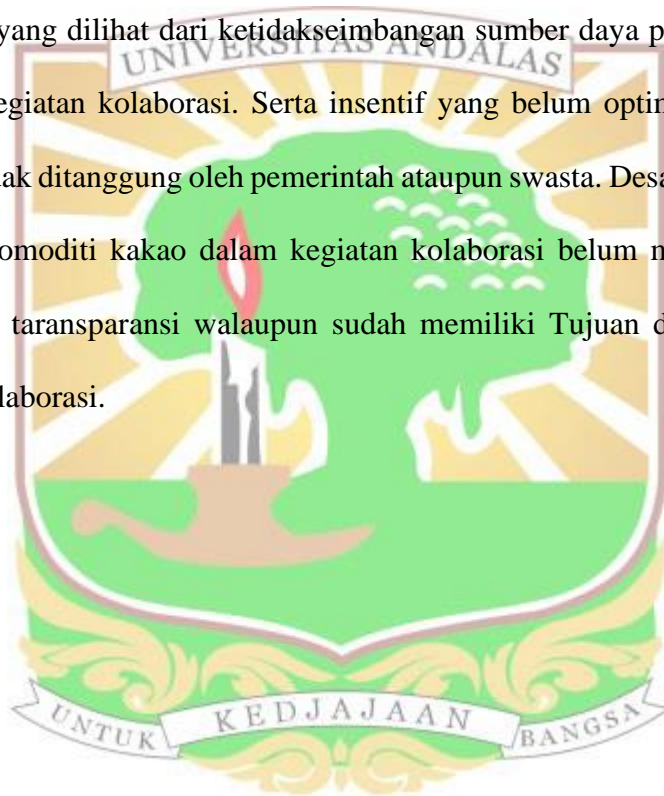 yang dilihat dari ketidakseimbangan sumber daya p
UNIVERSITAS ANDALAS
egiatan kolaborasi. Serta insentif yang belum optin
ak ditanggung oleh pemerintah ataupun swasta. Desa
omoditi kakao dalam kegiatan kolaborasi belum m
taransparansi walaupun sudah memiliki Tujuan d
laborasi.
UNTUK KEDJAJAAN BANGSA